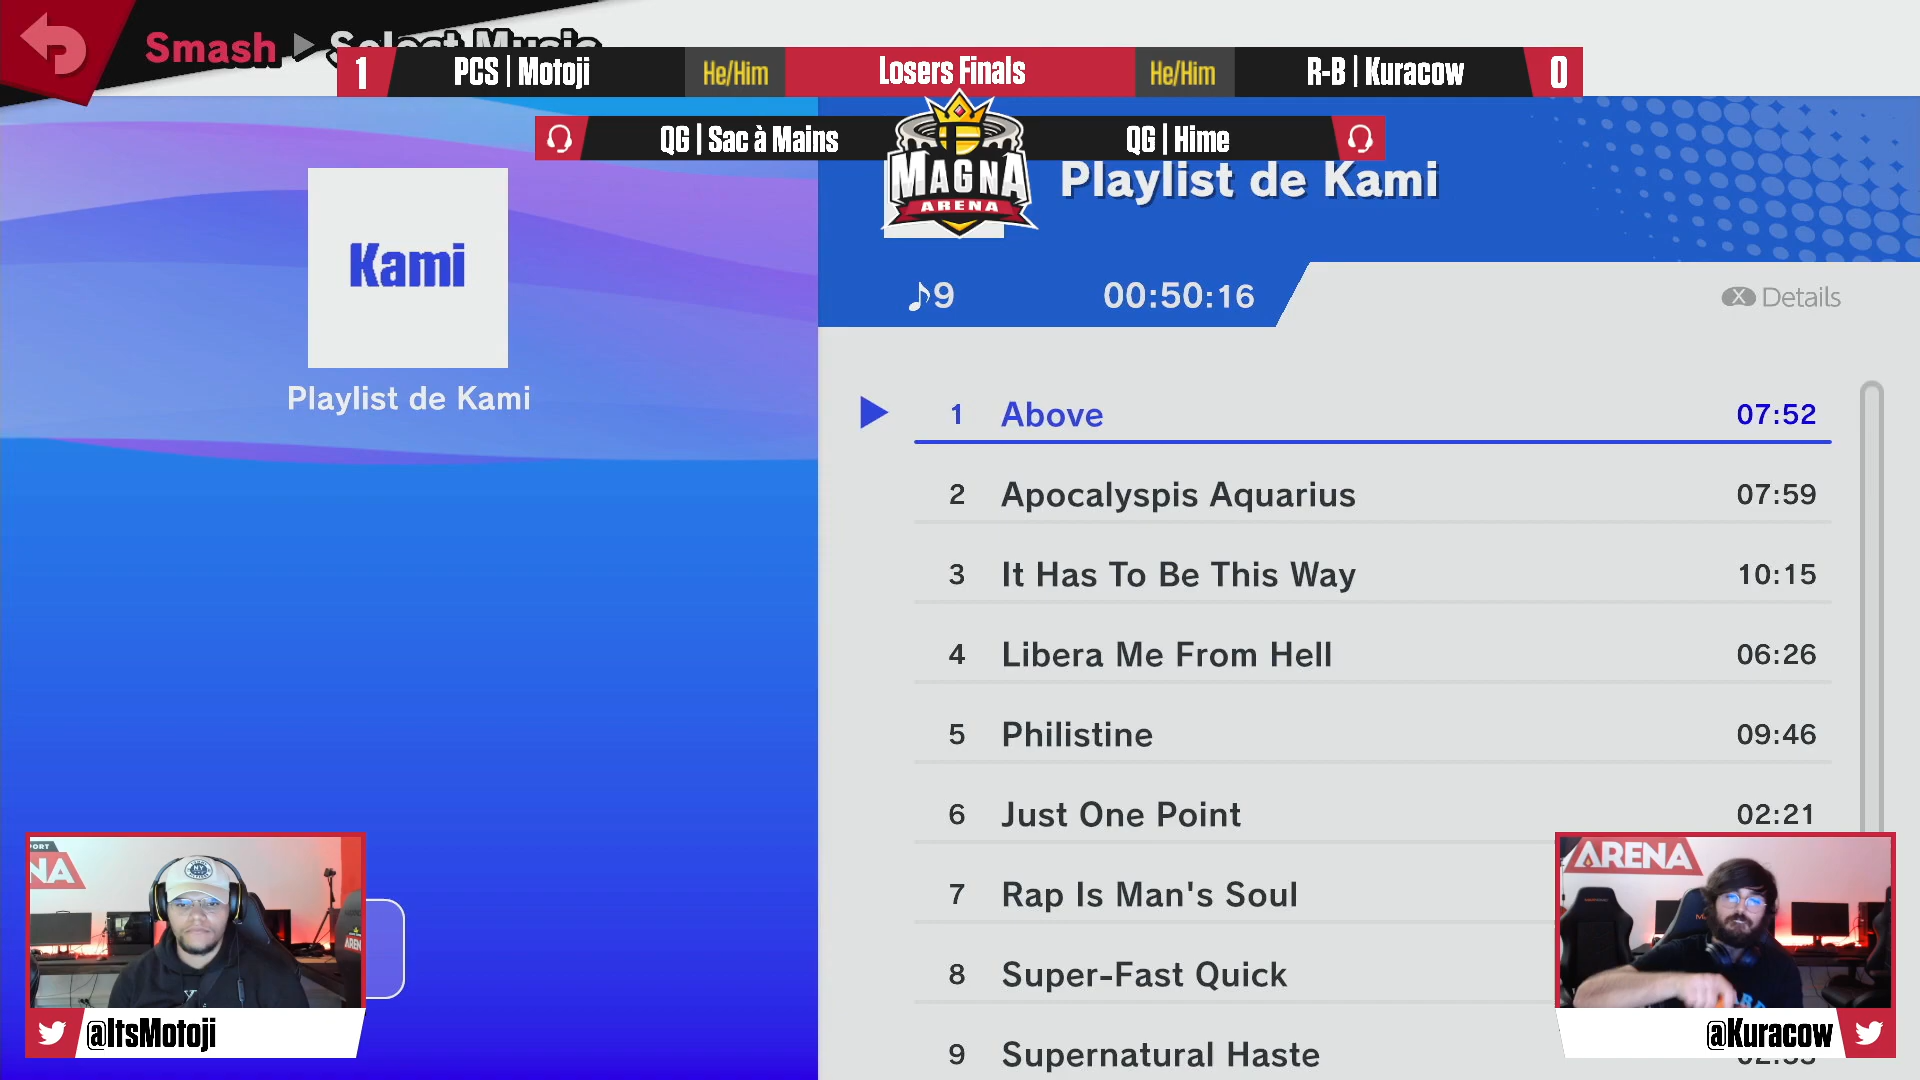 Smash ▶ Select Music
1 PCS | Motoji He/Him Losers Finals He/Him R-B | Kuracow 0
QG | Sac à Mains QG | Hime
MAGNA
ARENA
Playlist de Kami
Kami
Playlist de Kami
♪9 00:50:16
X Details
1 Above 07:52
2 Apocalyspis Aquarius 07:59
3 It Has To Be This Way 10:15
4 Libera Me From Hell 06:26
5 Philistine 09:46
6 Just One Point 02:21
7 Rap Is Man's Soul
8 Super-Fast Quick
9 Supernatural Haste
ARENA
@ItsMotoji
@Kuracow